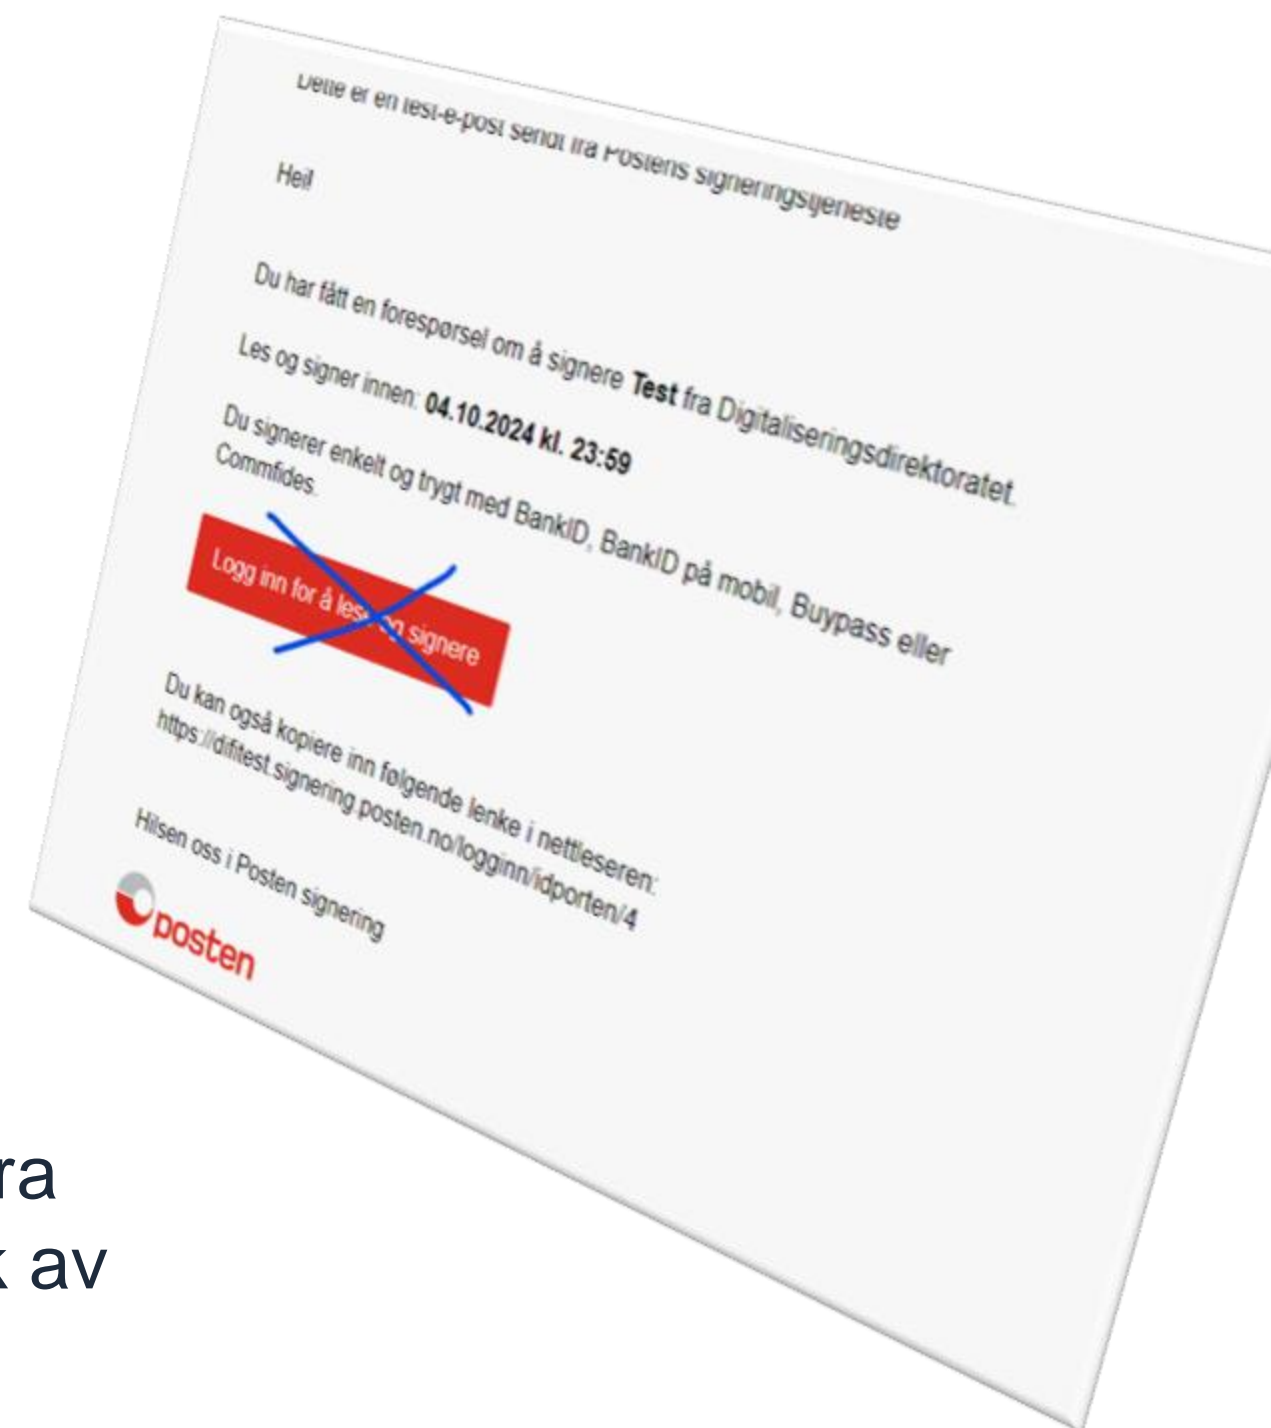 Dette er en test-e-post sendt fra Postens signeringstjeneste
Hei!
Du har fått en forespørsel om å signere Test fra Digitaliseringsdirektoratet.
Les og signer innen: 04.10.2024 kl. 23:59
Du signerer enkelt og trygt med BankID, BankID på mobil, Buypass eller
Commfides.
Logg inn for å lese og signere
Du kan også kopiere inn følgende lenke i nettleseren:
https://difitest.signering.posten.no/logginn/idporten/4
Hilsen oss i Posten signering
posten
ra
av